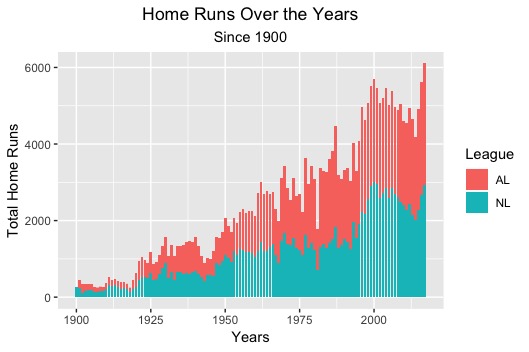 Home Runs Over the Years
Since 1900
6000
4000
2000
0
Total Home Runs
1900 1925 1950 1975 2000
Years
League
AL
NL